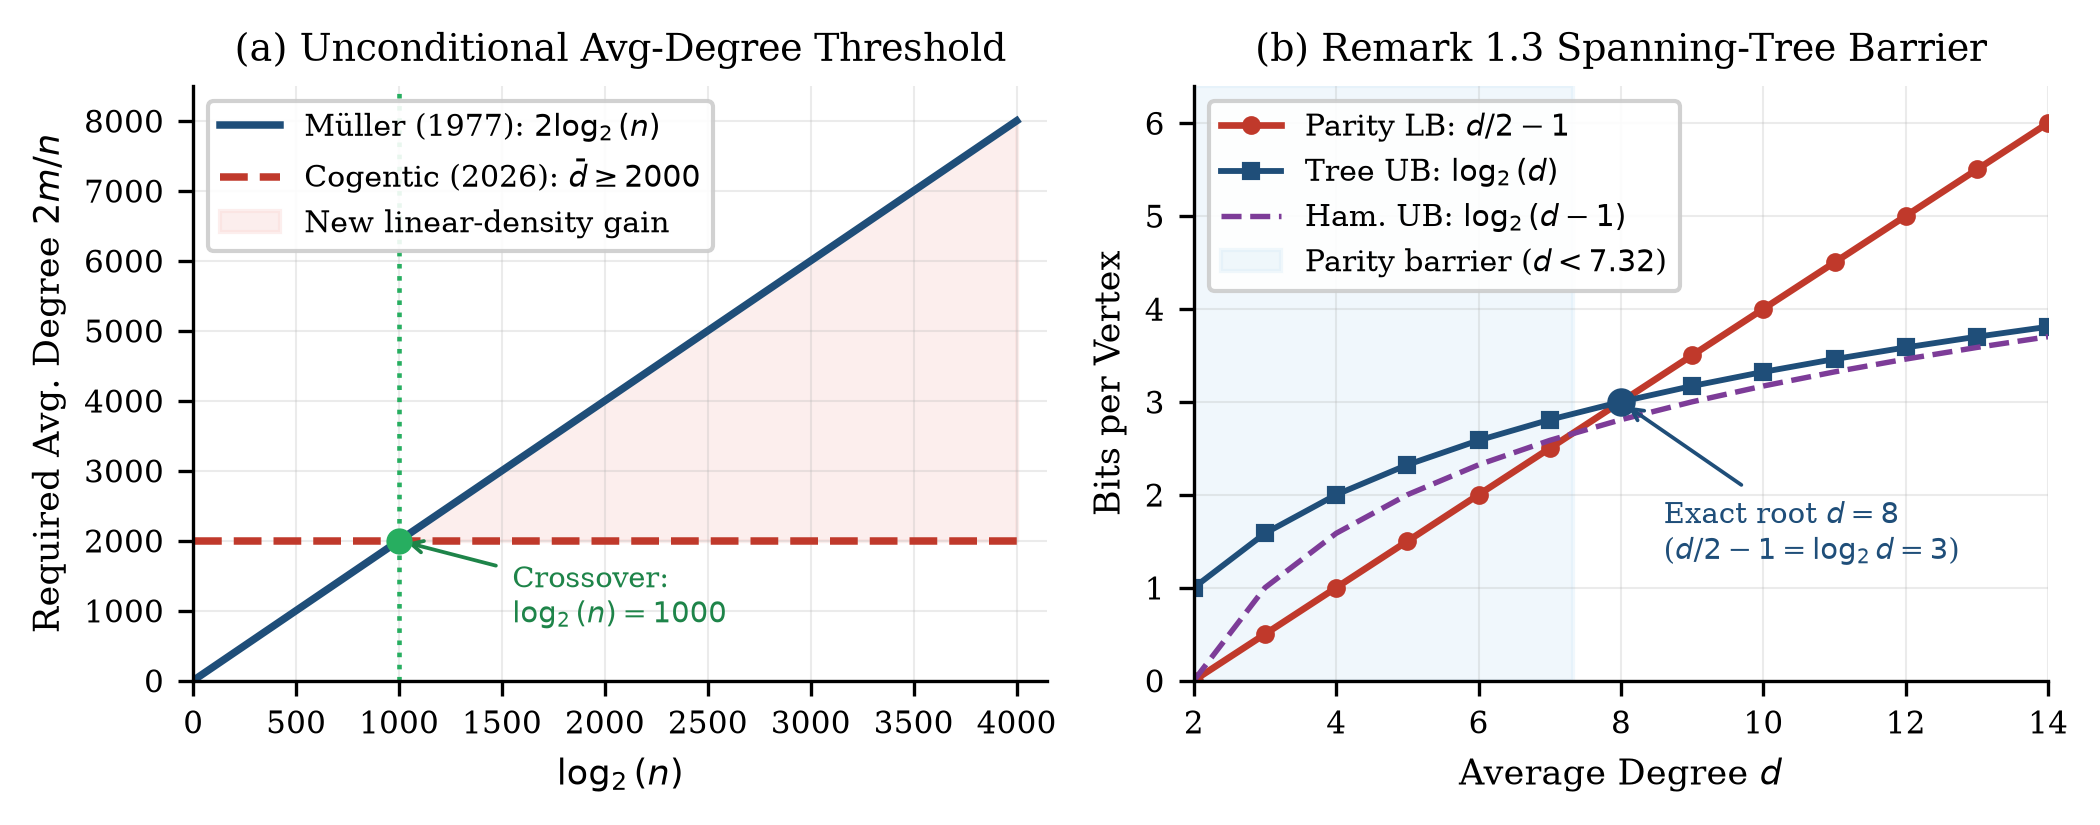 (a) Unconditional Avg-Degree Threshold
Required Avg. Degree 2m/n
8000
7000
6000
5000
4000
3000
2000
1000
0
Müller (1977): 2log₂(n)
Cogentic (2026): d̄ ≥ 2000
New linear-density gain
Crossover:
log₂(n) = 1000
0 500 1000 1500 2000 2500 3000 3500 4000
log₂(n)
(b) Remark 1.3 Spanning-Tree Barrier
Bits per Vertex
6
5
4
3
2
1
0
Parity LB: d/2 − 1
Tree UB: log₂(d)
Ham. UB: log₂(d − 1)
Parity barrier (d < 7.32)
Exact root d = 8
(d/2 − 1 = log₂ d = 3)
2 4 6 8 10 12 14
Average Degree d